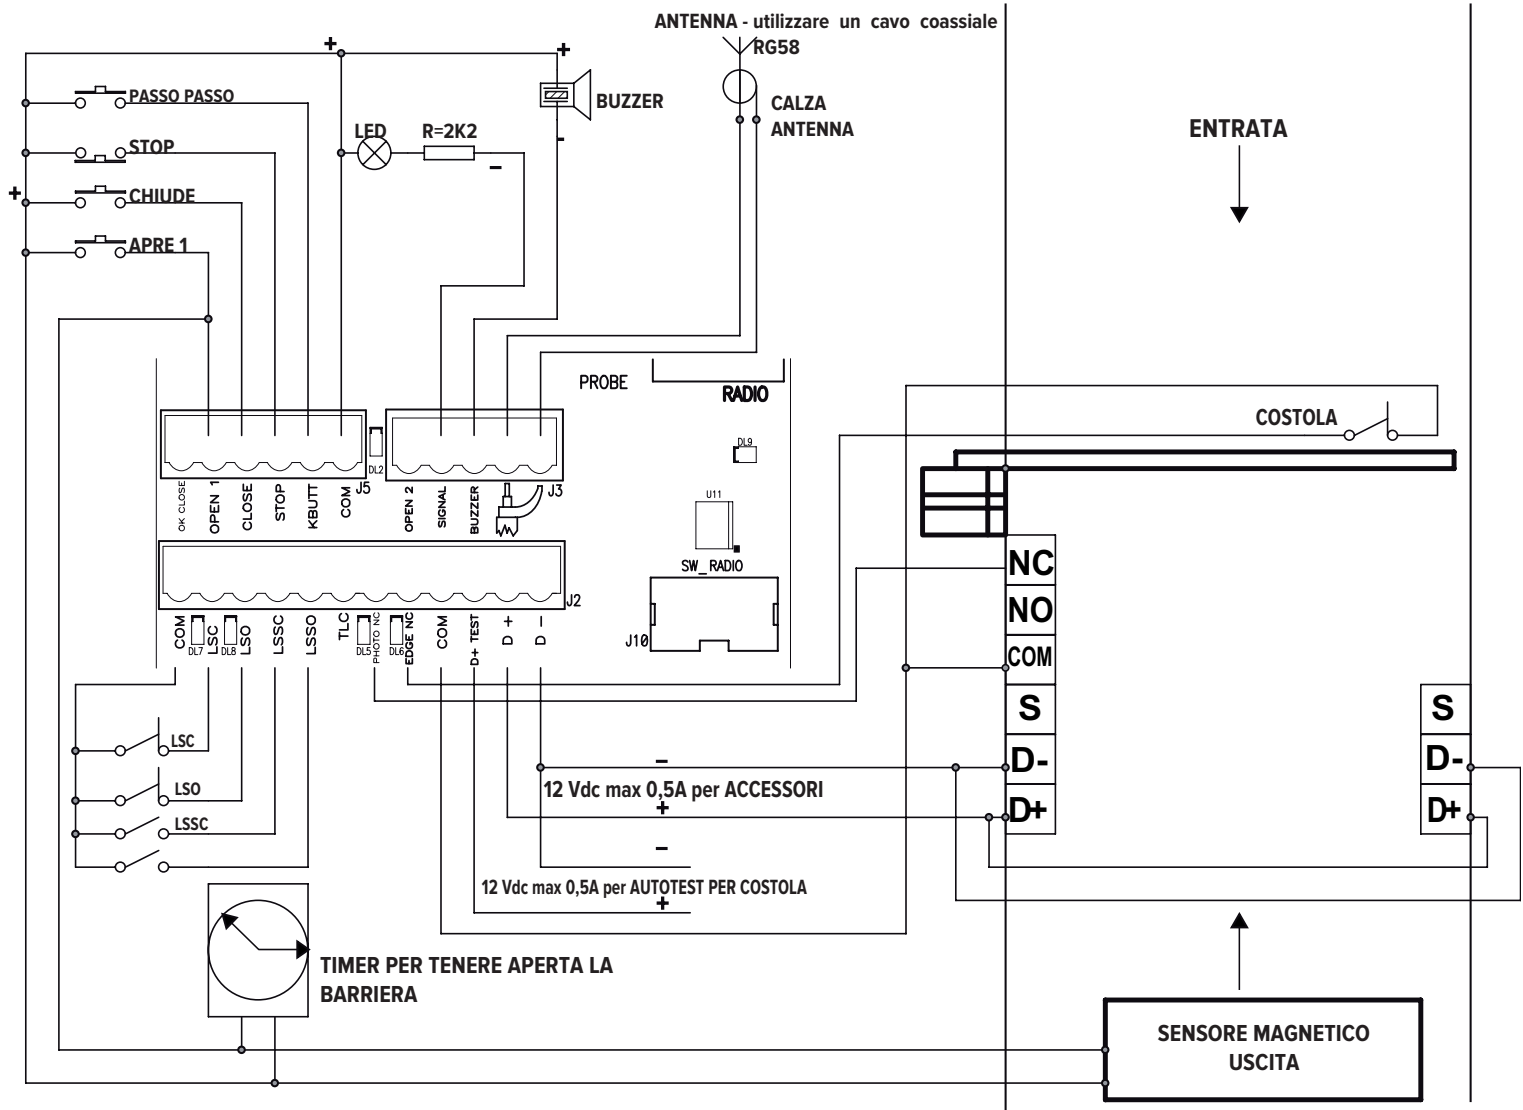 ANTENNA - utilizzare un cavo coassiale
RG58
+
+
PASSO PASSO
BUZZER
CALZA
ANTENNA
ENTRATA
LED
R=2K2
-
STOP
-
+
CHIUDE
APRE 1
PROBE
RADIO
COSTOLA
DL9
DL2
J5
J3
OK CLOSE
OPEN 1
CLOSE
STOP
KBUTT
COM
OPEN 2
SIGNAL
BUZZER
U11
SW_RADIO
NC
NO
COM
S
D-
D+
J2
J10
COM
DL7
LSC
DL8
LSO
LSSC
LSSO
TLC
DL5
PHOTO NC
DL6
EDGE NC
COM
D+ TEST
D +
D -
S
D-
D+
LSC
LSO
LSSC
-
12 Vdc max 0,5A per ACCESSORI
+
-
12 Vdc max 0,5A per AUTOTEST PER COSTOLA
+
TIMER PER TENERE APERTA LA
BARRIERA
SENSORE MAGNETICO
USCITA